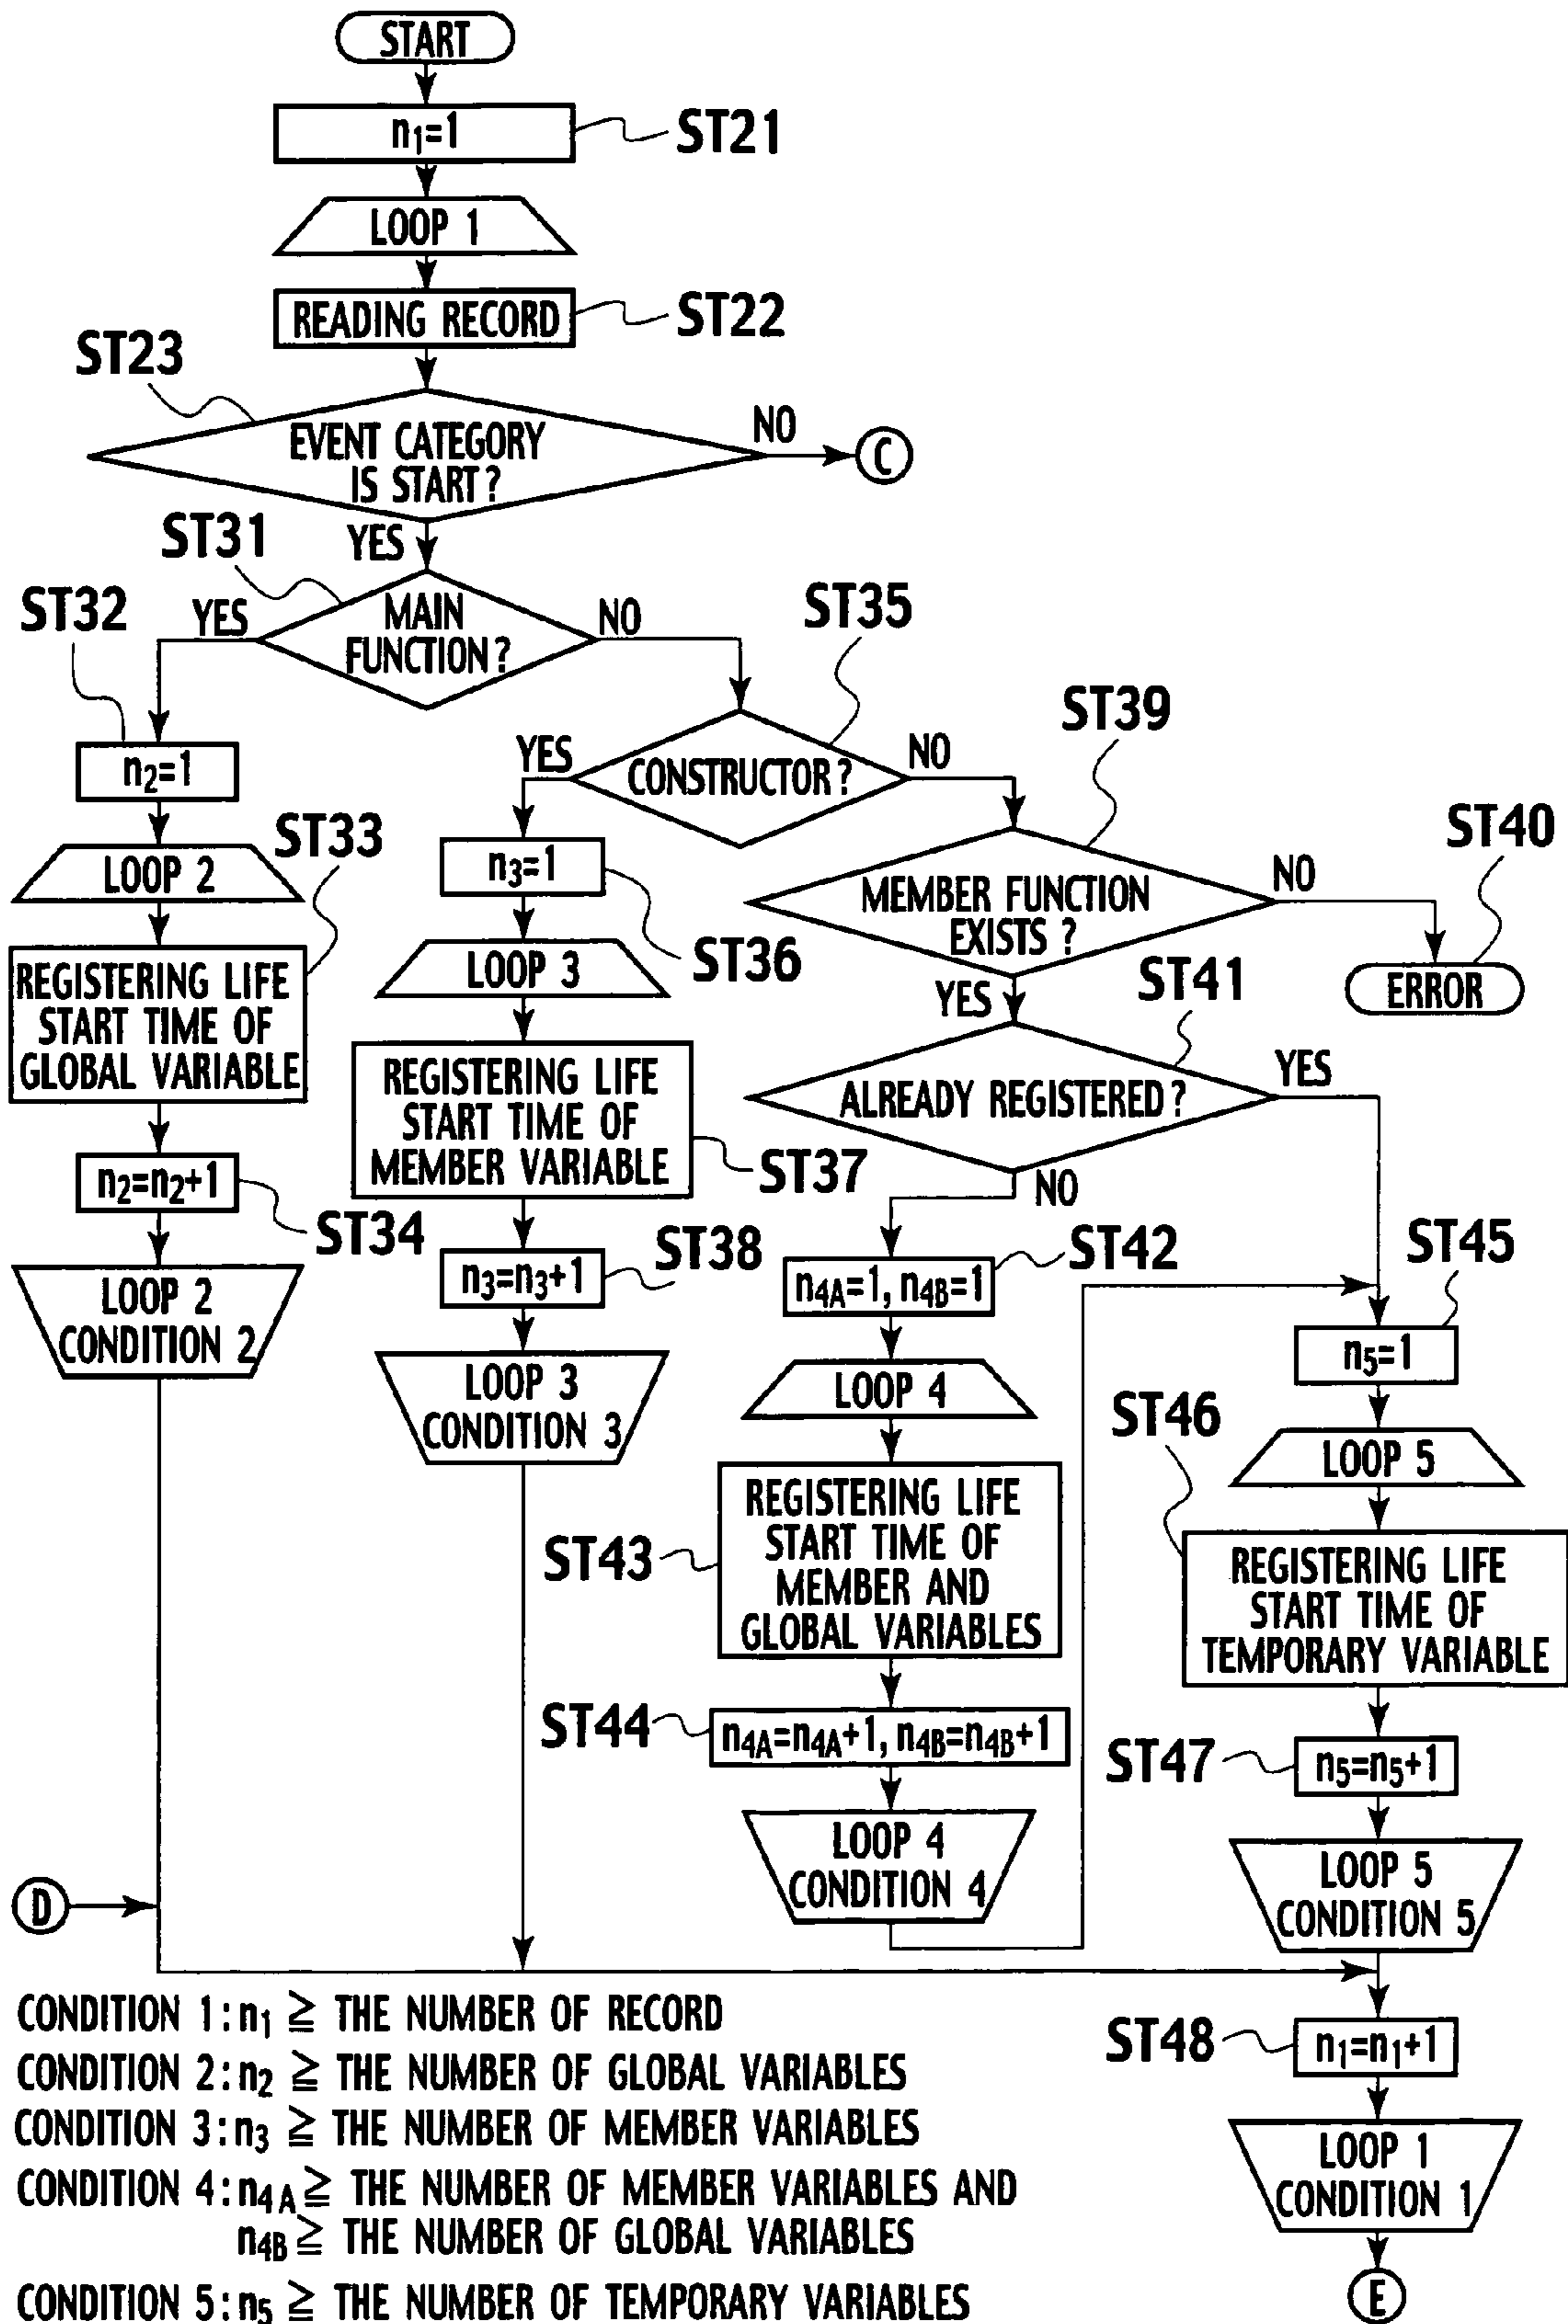 START
n1=1
ST21
LOOP 1
READING RECORD
ST22
ST23
EVENT CATEGORY
IS START?
NO
C
YES
ST31
MAIN
FUNCTION?
YES
NO
ST32
n2=1
LOOP 2
ST33
REGISTERING LIFE
START TIME OF
GLOBAL VARIABLE
n2=n2+1
ST34
LOOP 2
CONDITION 2
ST35
CONSTRUCTOR?
YES
NO
n3=1
ST36
LOOP 3
REGISTERING LIFE
START TIME OF
MEMBER VARIABLE
ST37
n3=n3+1
ST38
LOOP 3
CONDITION 3
ST39
MEMBER FUNCTION
EXISTS?
NO
ST40
ERROR
YES
ST41
ALREADY REGISTERED?
YES
NO
ST42
n4A=1, n4B=1
LOOP 4
ST43
REGISTERING LIFE
START TIME OF
MEMBER AND
GLOBAL VARIABLES
ST44
n4A=n4A+1, n4B=n4B+1
LOOP 4
CONDITION 4
ST45
n5=1
LOOP 5
ST46
REGISTERING LIFE
START TIME OF
TEMPORARY VARIABLE
ST47
n5=n5+1
LOOP 5
CONDITION 5
D
ST48
n1=n1+1
LOOP 1
CONDITION 1
E
CONDITION 1: n1 ≧ THE NUMBER OF RECORD
CONDITION 2: n2 ≧ THE NUMBER OF GLOBAL VARIABLES
CONDITION 3: n3 ≧ THE NUMBER OF MEMBER VARIABLES
CONDITION 4: n4A ≧ THE NUMBER OF MEMBER VARIABLES AND
n4B ≧ THE NUMBER OF GLOBAL VARIABLES
CONDITION 5: n5 ≧ THE NUMBER OF TEMPORARY VARIABLES